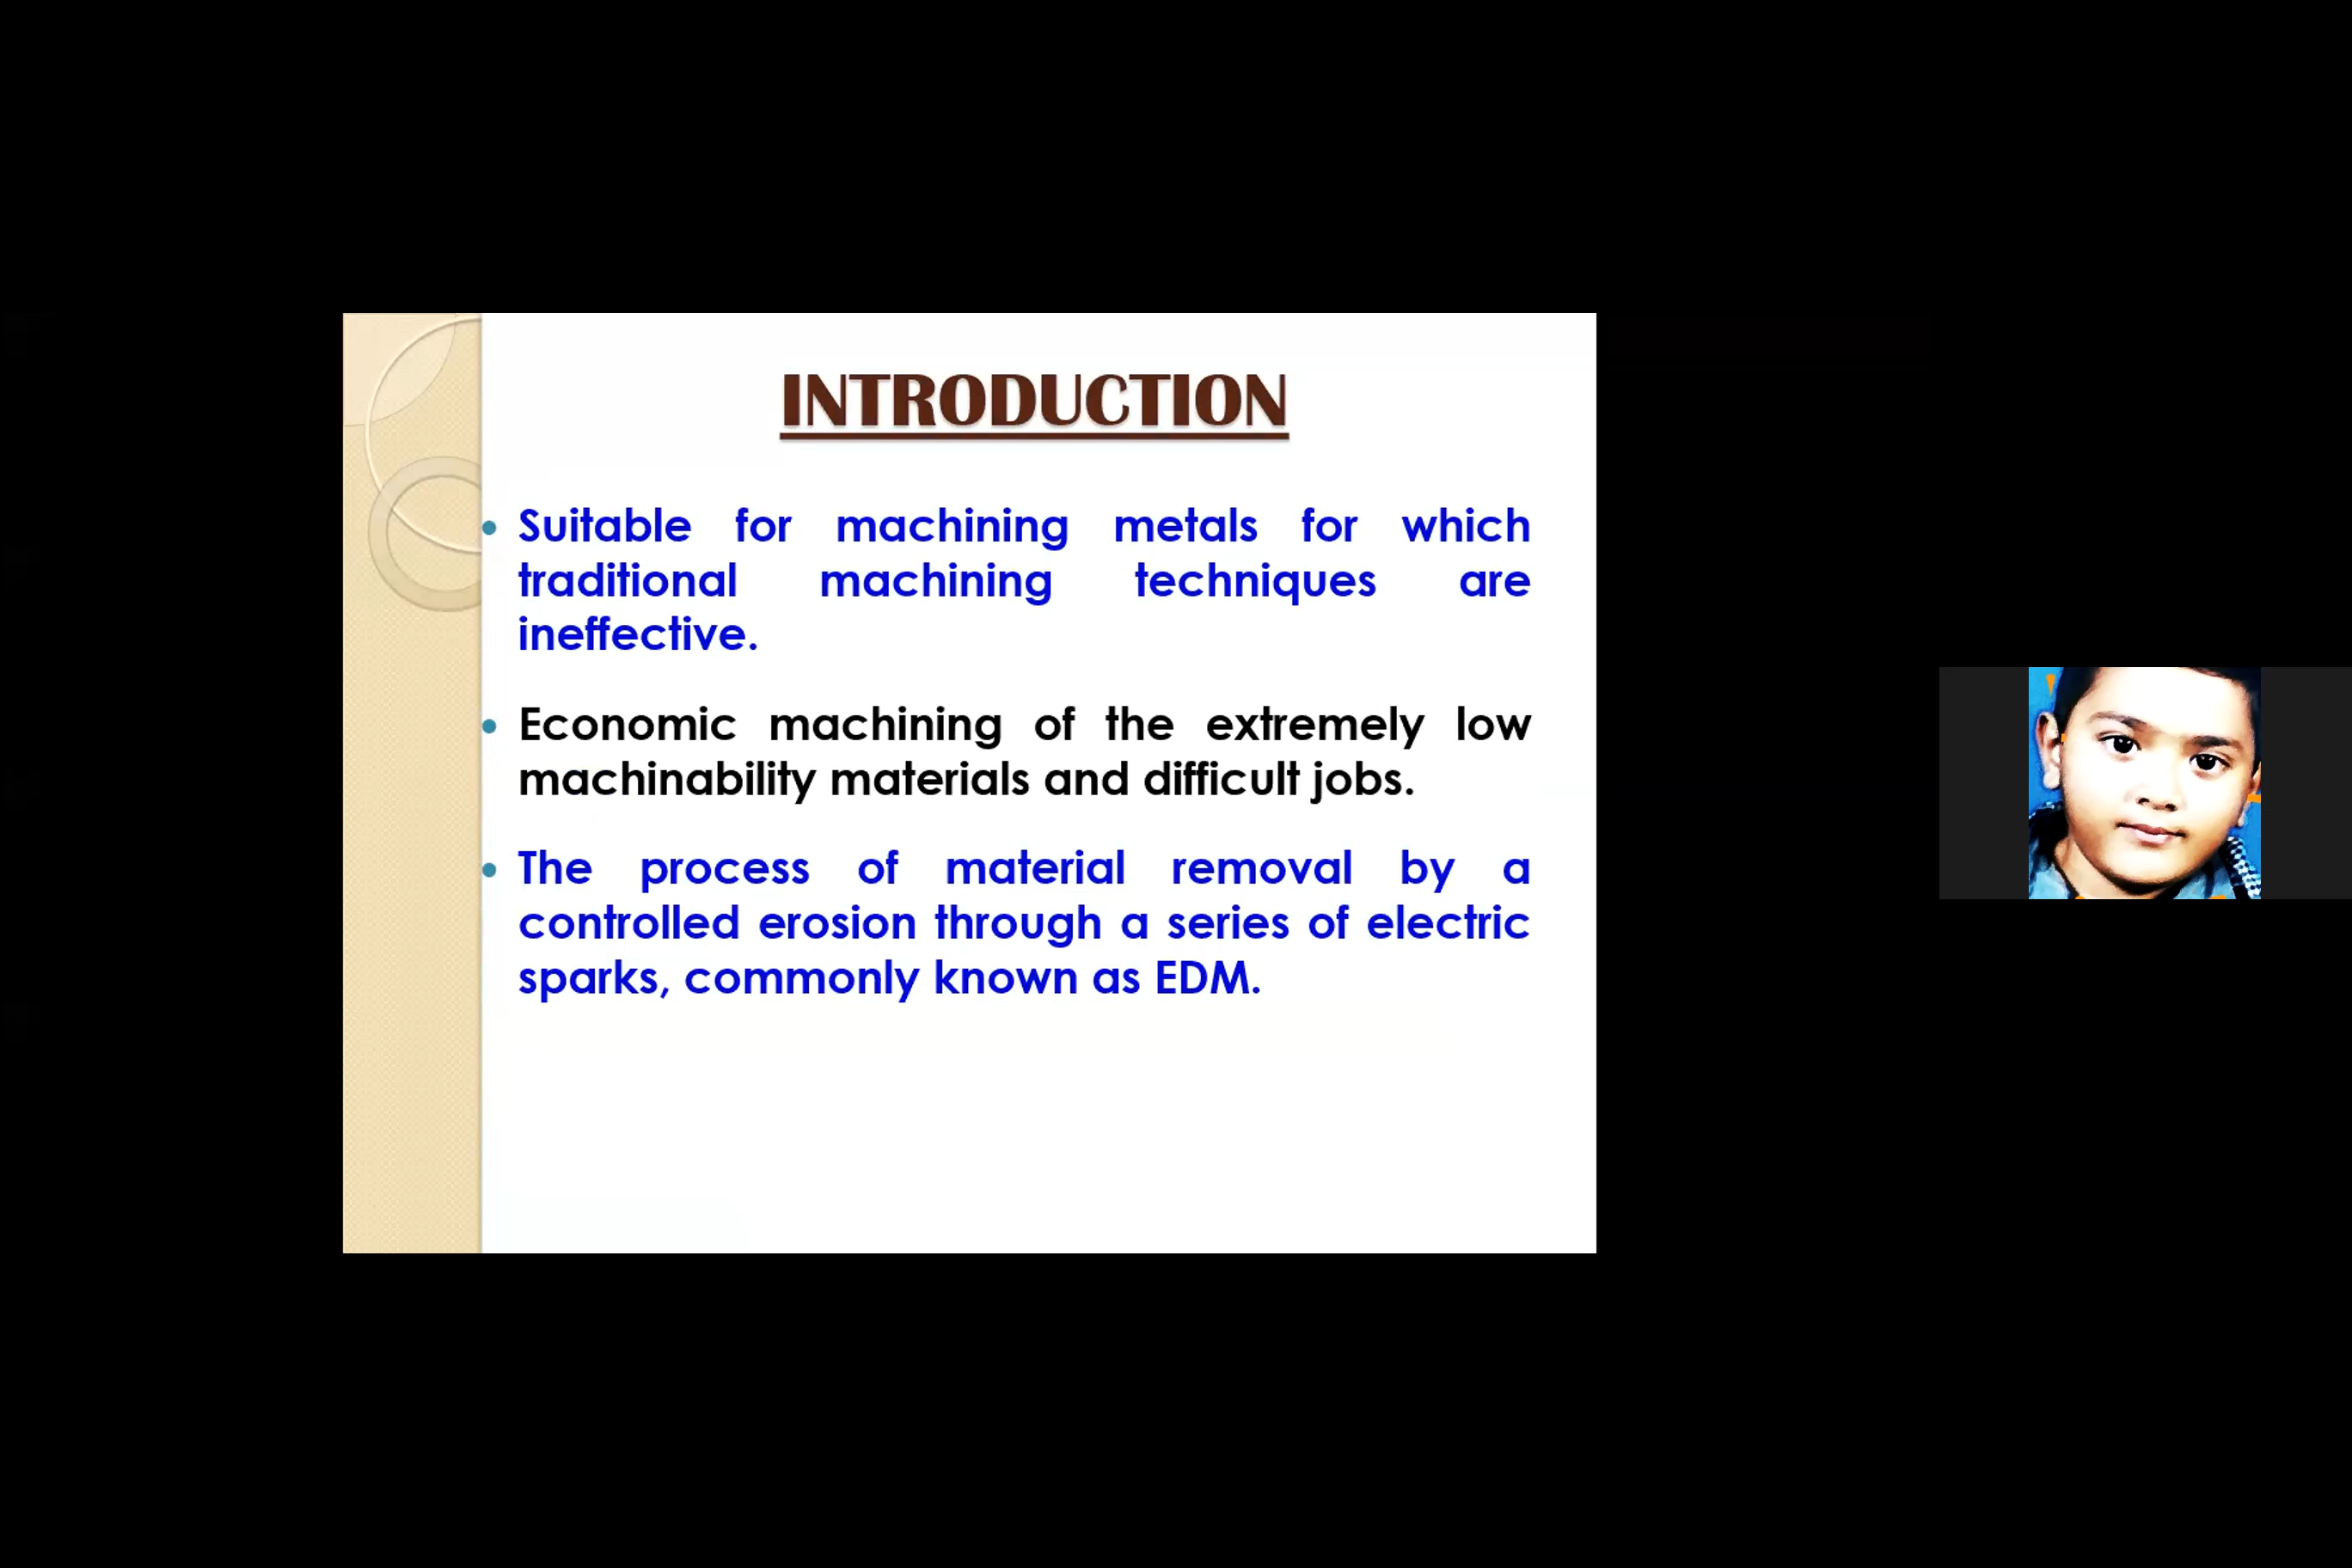 INTRODUCTION
Suitable for machining metals for which
traditional machining techniques are
ineffective.
Economic machining of the extremely low
machinability materials and difficult jobs.
The process of material removal by a
controlled erosion through a series of electric
sparks, commonly known as EDM.